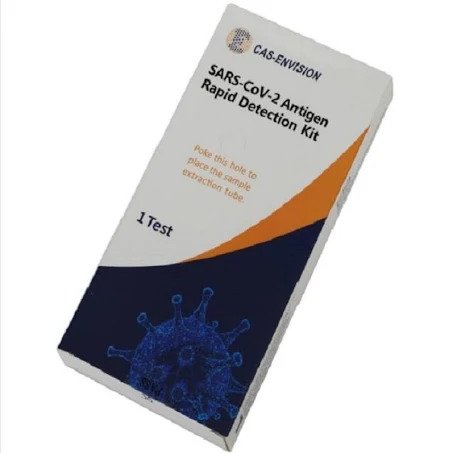 CAS-ENVISION
SARS-CoV-2 Antigen
Rapid Detection Kit
Poke this hole to
place the sample
extraction tube.
1 Test